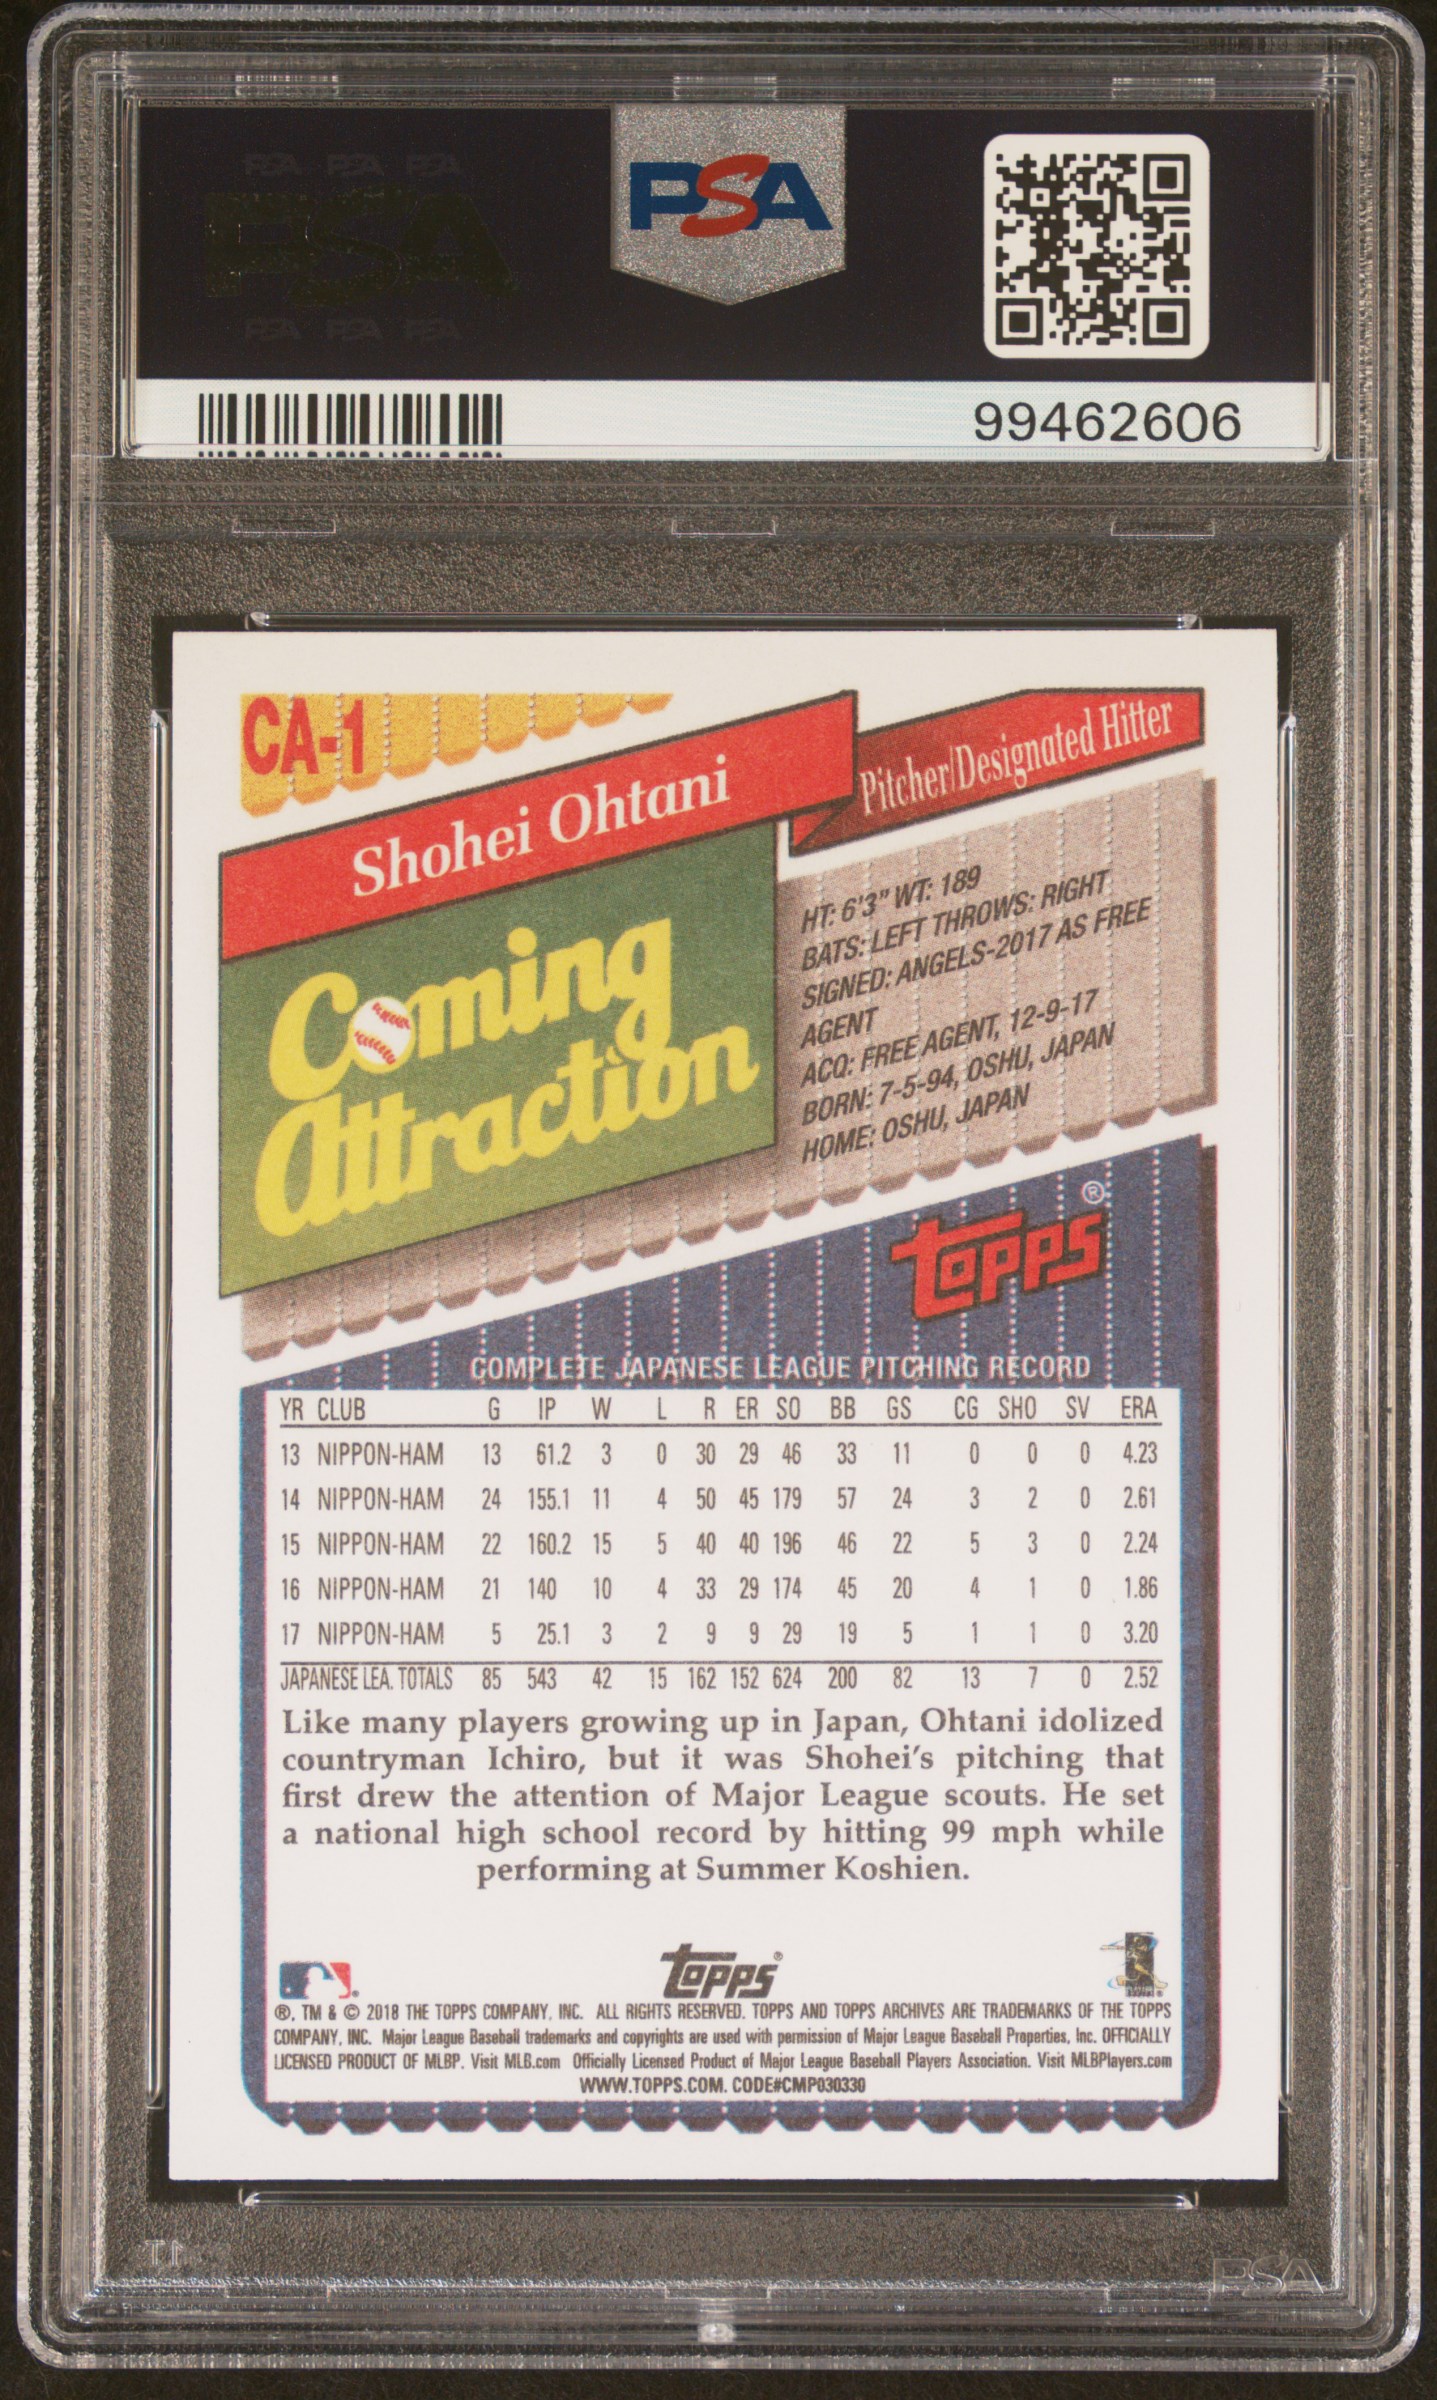 PSA PSA PSA
PSA
PSA PSA PSA
PSA
99462606
CA-1
Shohei Ohtani
Pitcher/Designated Hitter
Coming
Attraction
HT: 6'3" WT: 189
BATS: LEFT THROWS: RIGHT
SIGNED: ANGELS-2017 AS FREE
AGENT
ACQ: FREE AGENT, 12-9-17
BORN: 7-5-94, OSHU, JAPAN
HOME: OSHU, JAPAN
Topps®
COMPLETE JAPANESE LEAGUE PITCHING RECORD
YR CLUB G IP W L R ER SO BB GS CG SHO SV ERA
13 NIPPON-HAM 13 61.2 3 0 30 29 46 33 11 0 0 0 4.23
14 NIPPON-HAM 24 155.1 11 4 50 45 179 57 24 3 2 0 2.61
15 NIPPON-HAM 22 160.2 15 5 40 40 196 46 22 5 3 0 2.24
16 NIPPON-HAM 21 140 10 4 33 29 174 45 20 4 1 0 1.86
17 NIPPON-HAM 5 25.1 3 2 9 9 29 19 5 1 1 0 3.20
JAPANESE LEA. TOTALS 85 543 42 15 162 152 624 200 82 13 7 0 2.52
Like many players growing up in Japan, Ohtani idolized
countryman Ichiro, but it was Shohei's pitching that
first drew the attention of Major League scouts. He set
a national high school record by hitting 99 mph while
performing at Summer Koshien.
Topps®
®, TM & © 2018 THE TOPPS COMPANY, INC. ALL RIGHTS RESERVED. TOPPS AND TOPPS ARCHIVES ARE TRADEMARKS OF THE TOPPS
COMPANY, INC. Major League Baseball trademarks and copyrights are used with permission of Major League Baseball Properties, Inc. OFFICIALLY
LICENSED PRODUCT OF MLBP. Visit MLB.com Officially Licensed Product of Major League Baseball Players Association. Visit MLBPlayers.com
WWW.TOPPS.COM. CODE#CMP030330
PSA